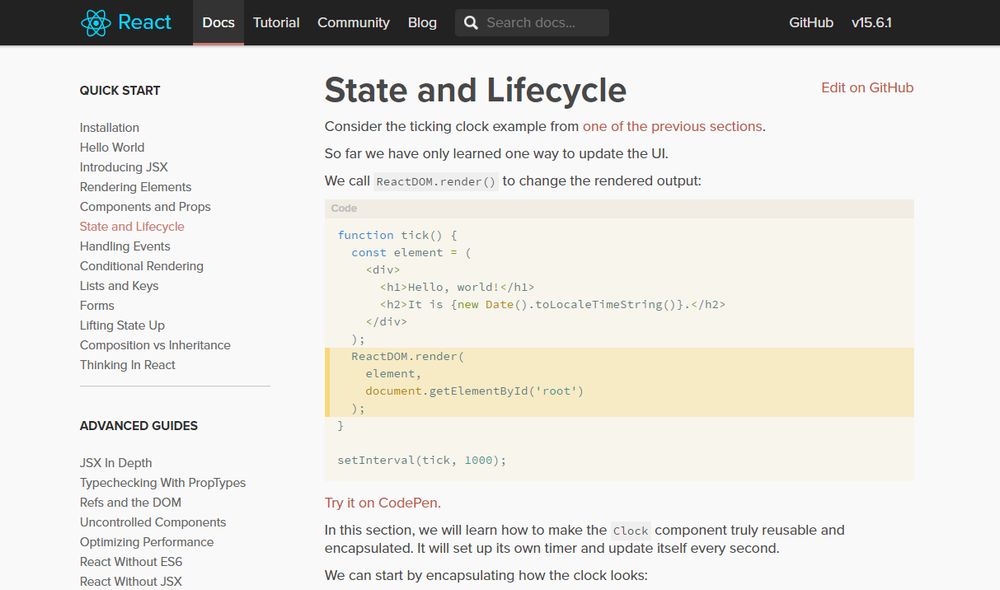 React Docs Tutorial Community Blog Search docs... GitHub v15.6.1
QUICK START
Installation
Hello World
Introducing JSX
Rendering Elements
Components and Props
State and Lifecycle
Handling Events
Conditional Rendering
Lists and Keys
Forms
Lifting State Up
Composition vs Inheritance
Thinking In React
ADVANCED GUIDES
JSX In Depth
Typechecking With PropTypes
Refs and the DOM
Uncontrolled Components
Optimizing Performance
React Without ES6
React Without JSX
State and Lifecycle
Edit on GitHub
Consider the ticking clock example from one of the previous sections.
So far we have only learned one way to update the UI.
We call ReactDOM.render() to change the rendered output:
Code
function tick() {
  const element = (
    <div>
      <h1>Hello, world!</h1>
      <h2>It is {new Date().toLocaleTimeString()}.</h2>
    </div>
  );
  ReactDOM.render(
    element,
    document.getElementById('root')
  );
}
setInterval(tick, 1000);
Try it on CodePen.
In this section, we will learn how to make the Clock component truly reusable and
encapsulated. It will set up its own timer and update itself every second.
We can start by encapsulating how the clock looks: